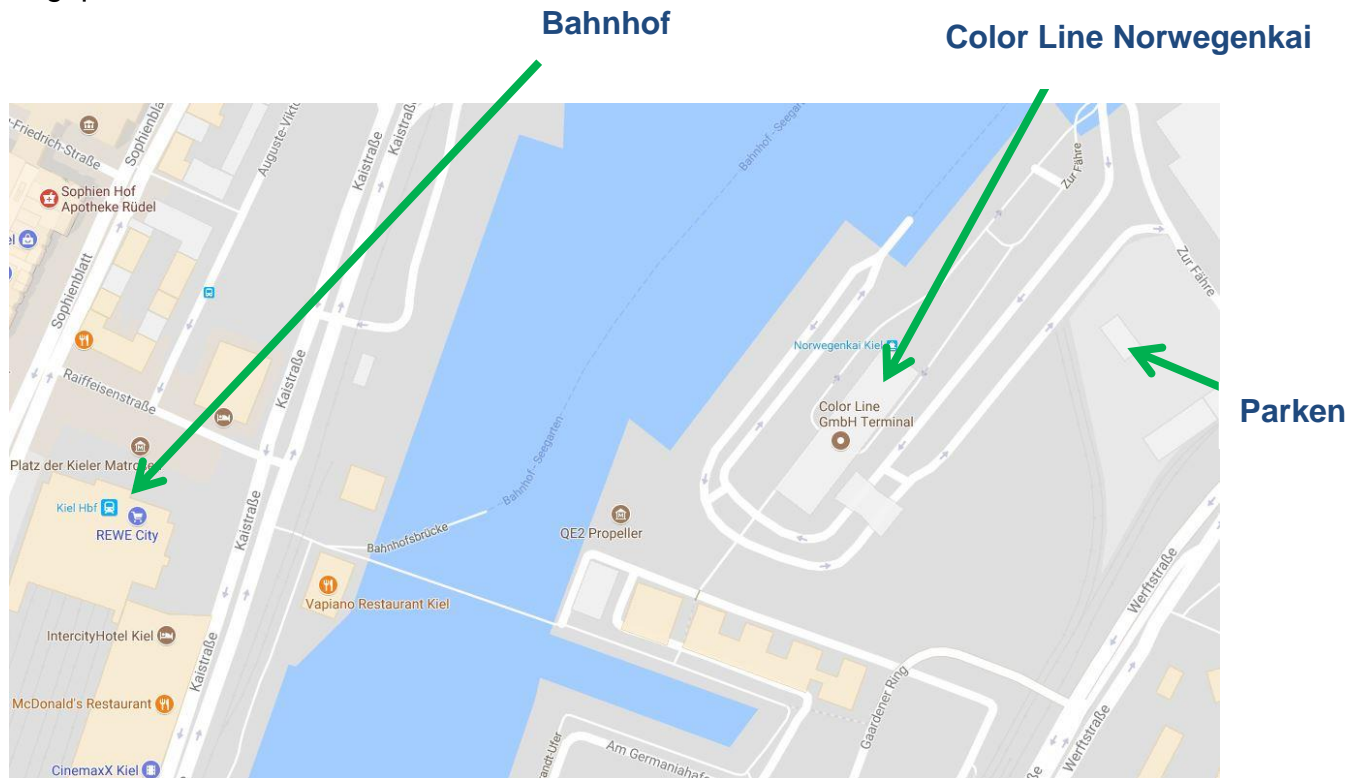 Bahnhof
Color Line Norwegenkai
Parken
Sophienblatt
Auguste-Vikto
Kaistraße
Kaistraße
-Friedrich-Straße
Sophien Hof
Apotheke Rüdel
Sophienblatt
Raiffeisenstraße
Kaistraße
Platz der Kieler Matrosen
Kiel Hbf
REWE City
Kaistraße
Bahnhofsbrücke
Vapiano Restaurant Kiel
IntercityHotel Kiel
McDonald's Restaurant
Kaistraße
CinemaxX Kiel
Bahnhof - Seegarten
Bahnhof - Seegarten
QE2 Propeller
Norwegenkai Kiel
Color Line
GmbH Terminal
Zur Fähre
Zur Fähre
Werftstraße
Werftstraße
Gaardener Ring
Am Germaniahafen